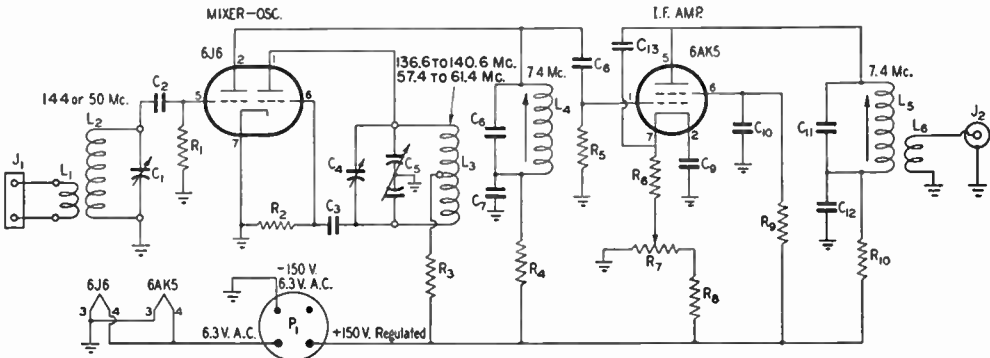 MIXER-OSC.
I.F. AMP.
6J6
2
1
5
6
7
136.6 to 140.6 Mc.
57.4 to 61.4 Mc.
7.4 Mc.
C6
C13
6AK5
5
1
6
7
2
7.4 Mc.
144 or 50 Mc.
L2
C2
R1
C1
J1
L1
R2
C3
C4
C5
L3
R3
C6
C7
L4
R4
R5
R6
C9
C10
R9
R7
R8
C11
C12
L5
L6
J2
R10
6J6
6AK5
3
4
3
4
-150 V.
6.3 V. A.C.
P1
6.3 V. A.C.
+150 V. Regulated